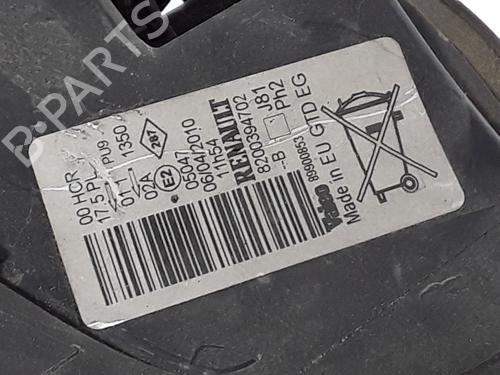 B-PARTS
00 HCR
17.5 PL PU9
01 1350
02A 267
E2
05047
06/04/2010
11h54
RENAULT
8200394702
-B J81
Ph2
89900853
Valeo
Made in EU GTD EG